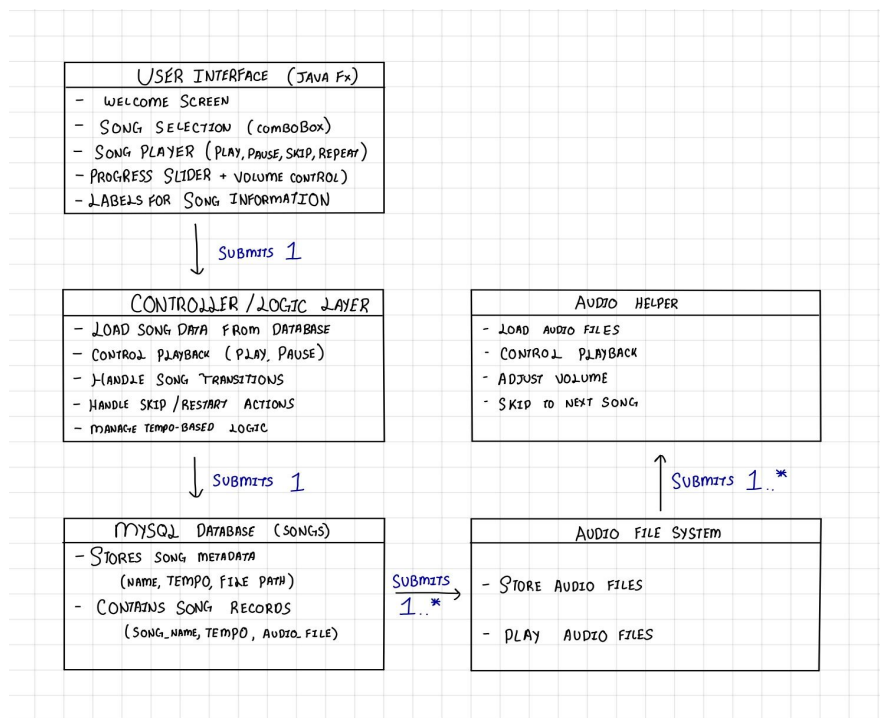 USER INTERFACE (JAVA FX)
- WELCOME SCREEN
- SONG SELECTION (COMBOBOX)
- SONG PLAYER (PLAY, PAUSE, SKIP, REPEAT)
- PROGRESS SLIDER + VOLUME CONTROL)
- LABELS FOR SONG INFORMATION
SUBMITS 1
CONTROLLER / LOGIC LAYER
- LOAD SONG DATA FROM DATABASE
- CONTROL PLAYBACK (PLAY, PAUSE)
- HANDLE SONG TRANSITIONS
- HANDLE SKIP / RESTART ACTIONS
- MANAGE TEMPO-BASED LOGIC
SUBMITS 1
MYSQL DATABASE (SONGS)
- STORES SONG METADATA
(NAME, TEMPO, FILE PATH)
- CONTAINS SONG RECORDS
(SONG_NAME, TEMPO, AUDIO_FILE)
SUBMITS
1..*
AUDIO FILE SYSTEM
- STORE AUDIO FILES
- PLAY AUDIO FILES
SUBMITS 1..*
AUDIO HELPER
- LOAD AUDIO FILES
- CONTROL PLAYBACK
- ADJUST VOLUME
- SKIP TO NEXT SONG